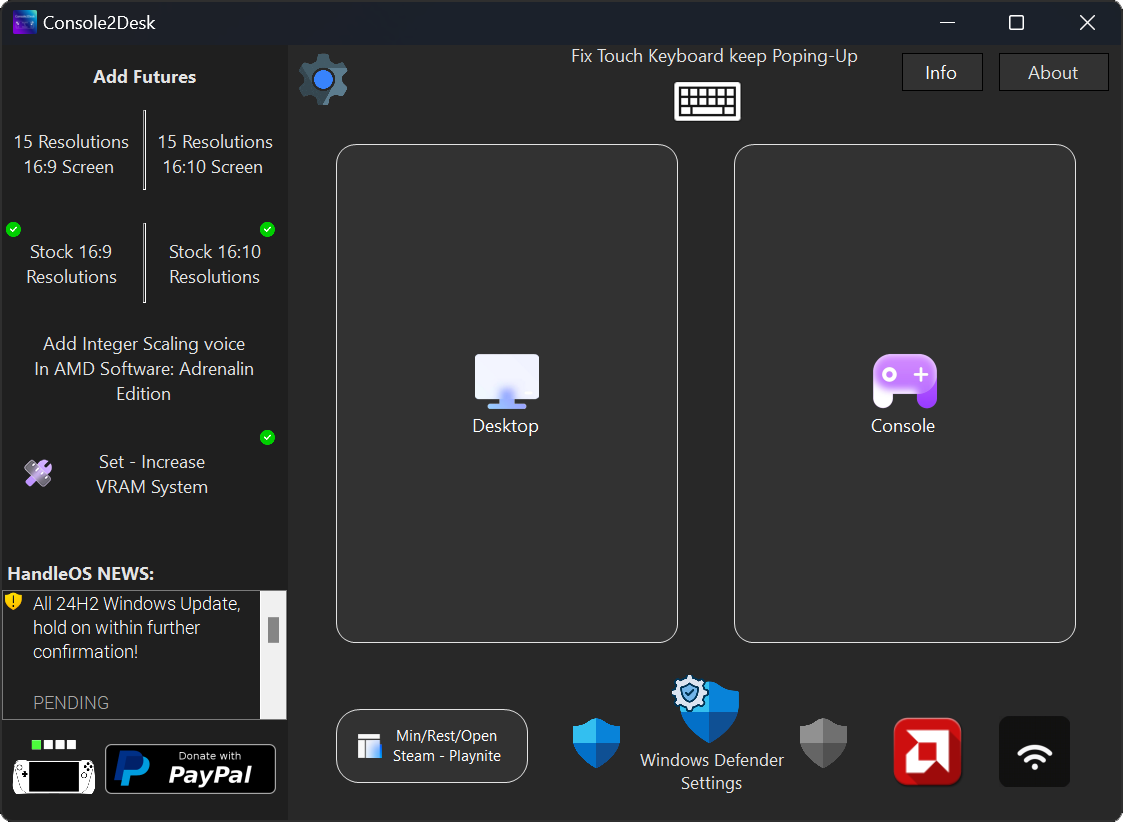 Console2Desk
Add Futures
15 Resolutions
16:9 Screen
15 Resolutions
16:10 Screen
Stock 16:9
Resolutions
Stock 16:10
Resolutions
Add Integer Scaling voice
In AMD Software: Adrenalin
Edition
Set - Increase
VRAM System
HandleOS NEWS:
All 24H2 Windows Update,
hold on within further
confirmation!
PENDING
Donate with
PayPal
Fix Touch Keyboard keep Poping-Up
Info
About
Desktop
Console
Min/Rest/Open
Steam - Playnite
Windows Defender
Settings